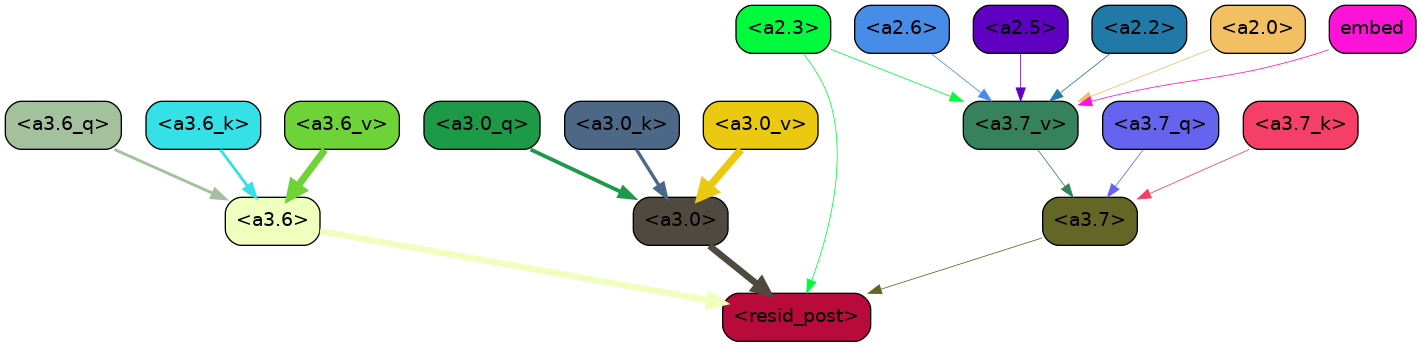 <a2.3> <a2.6> <a2.5> <a2.2> <a2.0> embed
<a3.6_q> <a3.6_k> <a3.6_v> <a3.0_q> <a3.0_k> <a3.0_v> <a3.7_v> <a3.7_q> <a3.7_k>
<a3.6> <a3.0> <a3.7>
<resid_post>